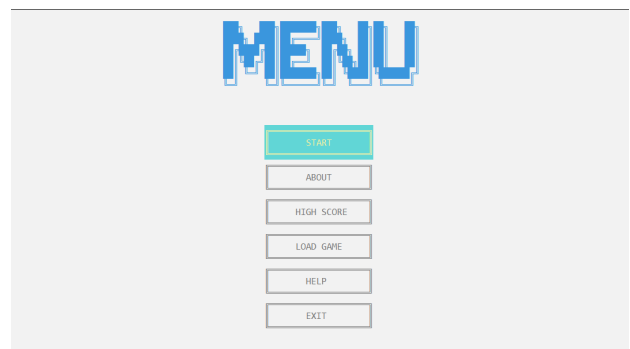 MENU
START
ABOUT
HIGH SCORE
LOAD GAME
HELP
EXIT